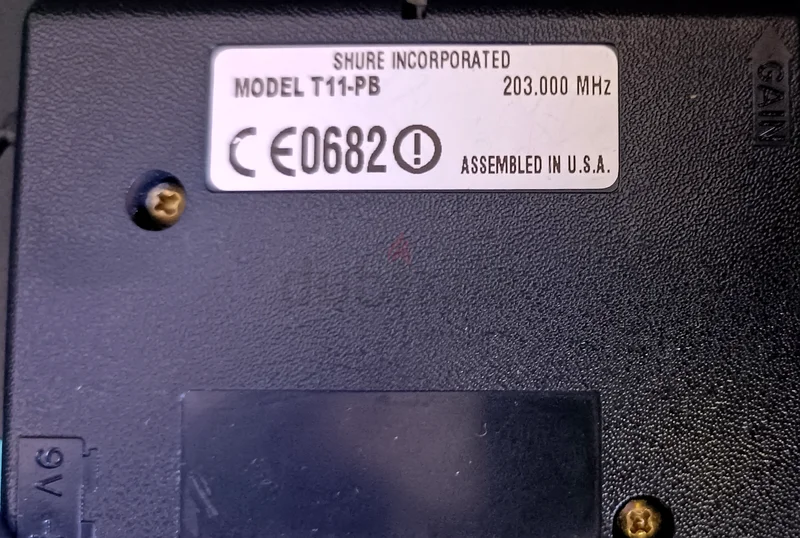 SHURE INCORPORATED
MODEL T11-PB 203.000 MHz
CE0682
ASSEMBLED IN U.S.A.
GAIN
9V